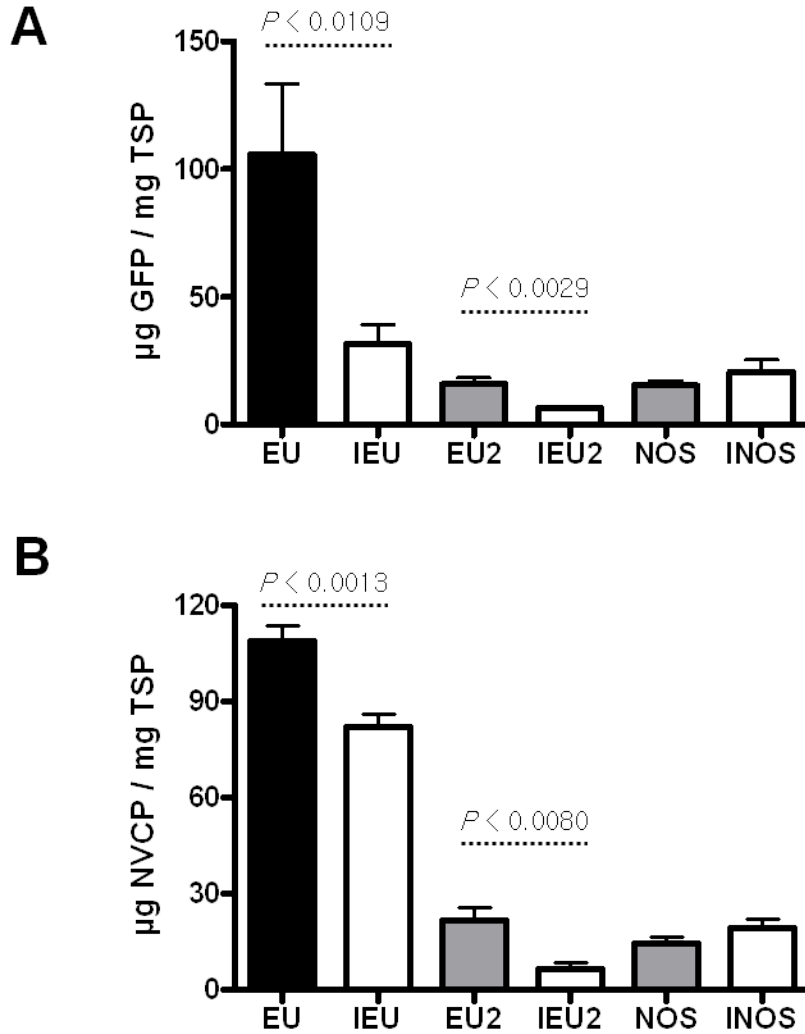 A
P < 0.0109
150
100
50
0
µg GFP / mg TSP
P < 0.0029
EU IEU EU2 IEU2 NOS INOS
B
P < 0.0013
120
90
60
30
0
µg NVCP / mg TSP
P < 0.0080
EU IEU EU2 IEU2 NOS INOS